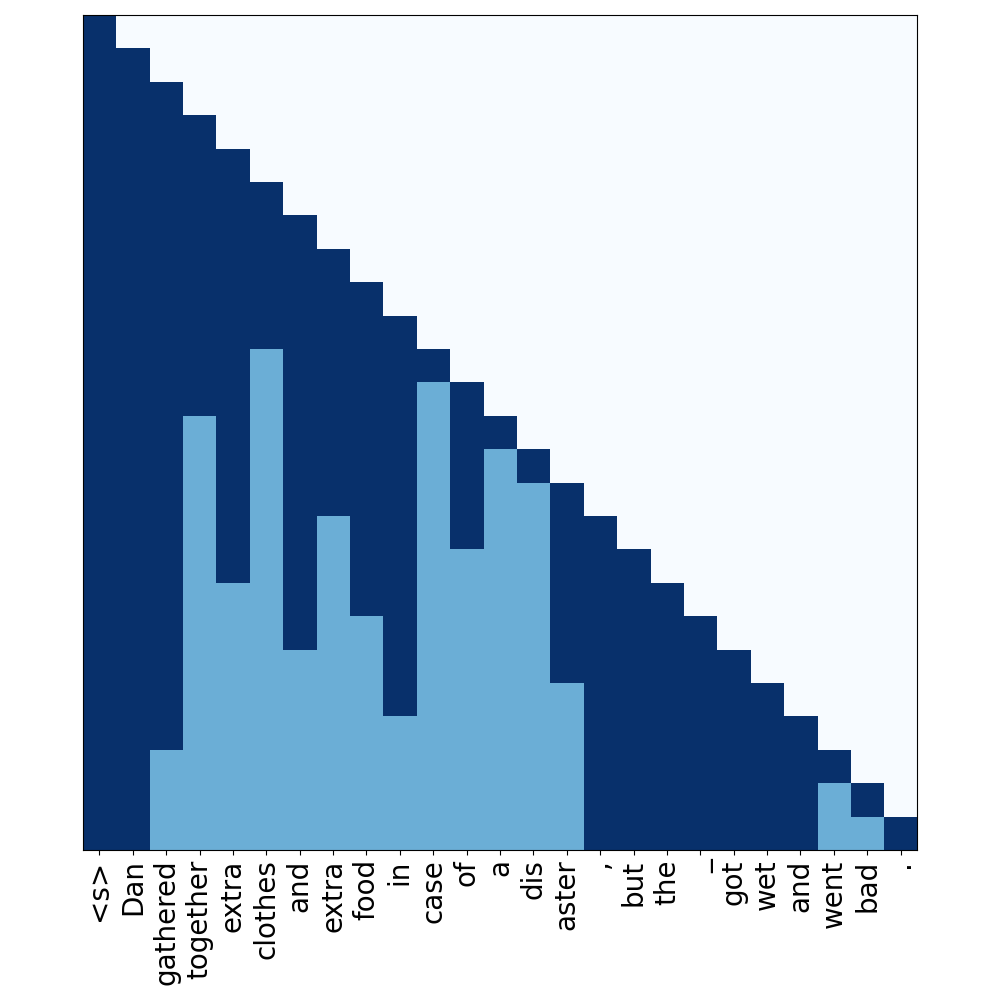 <s>
Dan
gathered
together
extra
clothes
and
extra
food
in
case
of
a
dis
aster
,
but
the
_
got
wet
and
went
bad
.